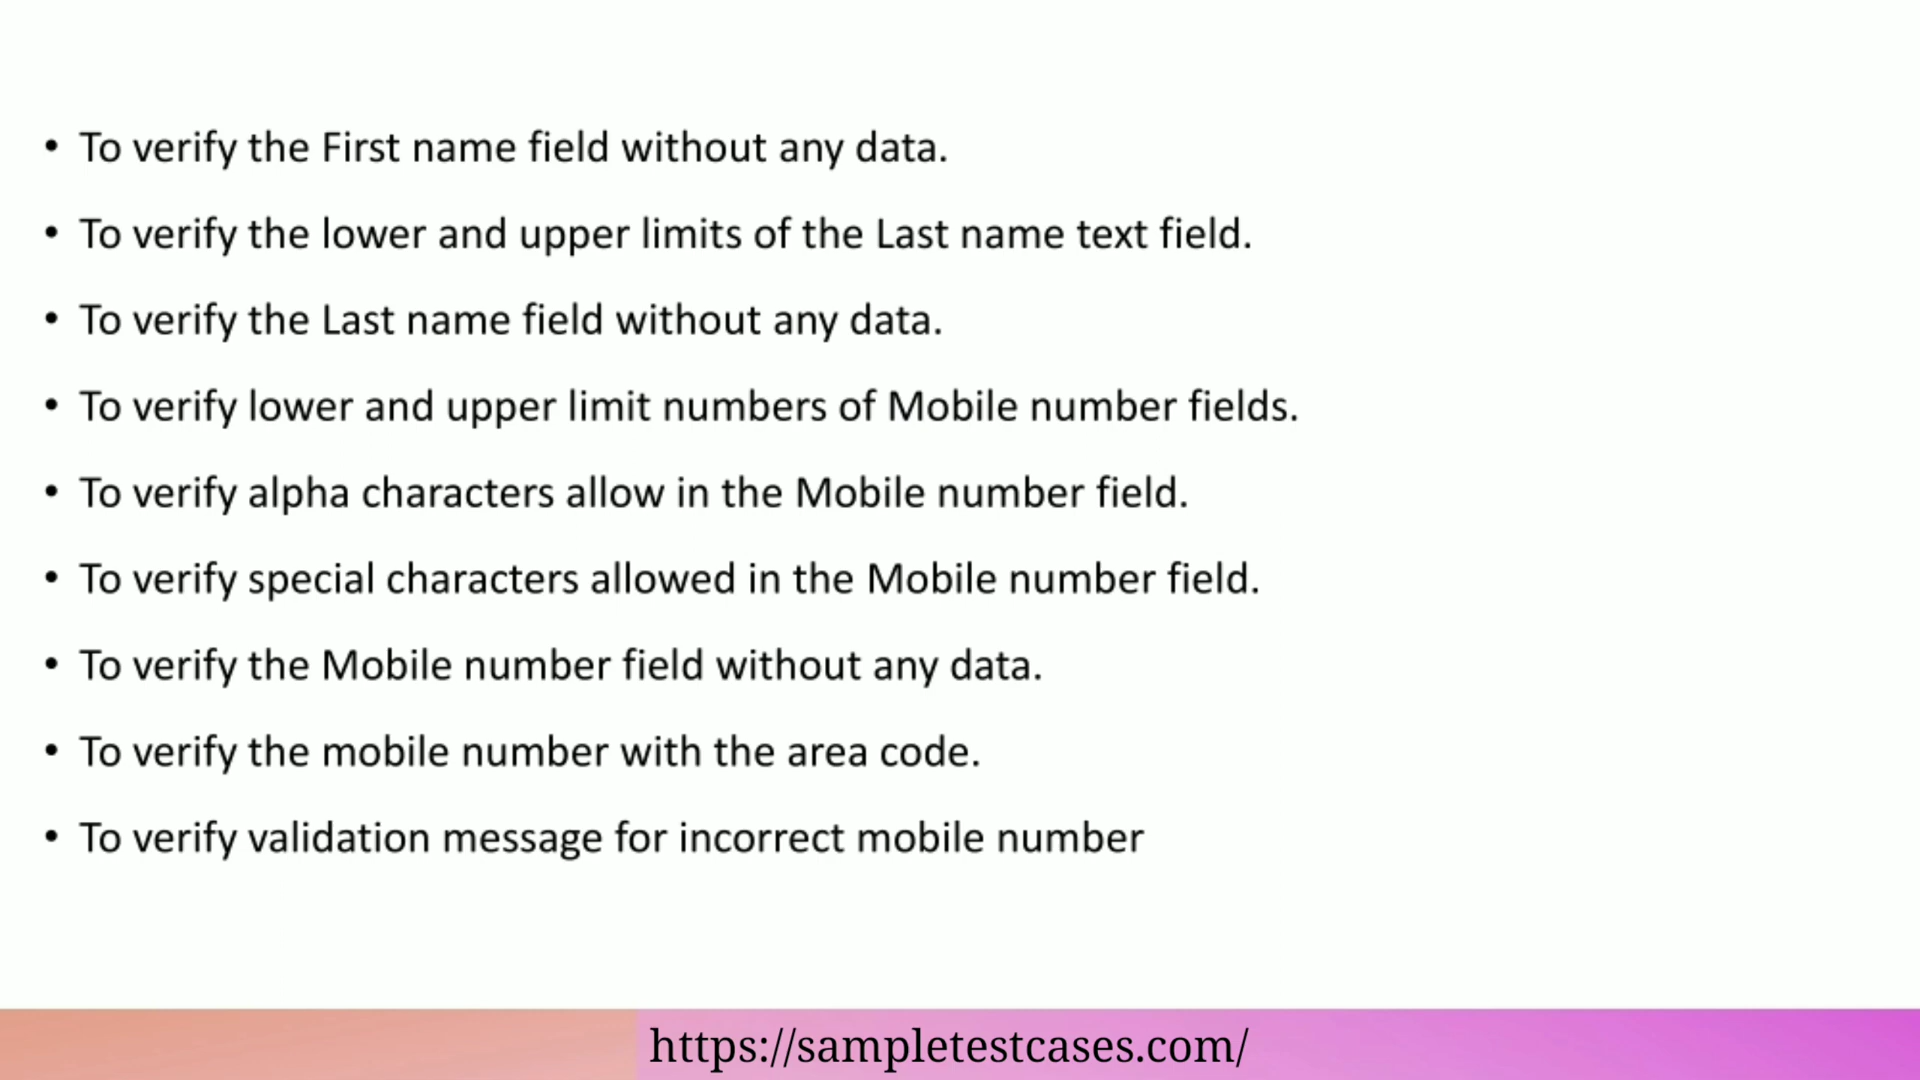 • To verify the First name field without any data.
• To verify the lower and upper limits of the Last name text field.
• To verify the Last name field without any data.
• To verify lower and upper limit numbers of Mobile number fields.
• To verify alpha characters allow in the Mobile number field.
• To verify special characters allowed in the Mobile number field.
• To verify the Mobile number field without any data.
• To verify the mobile number with the area code.
• To verify validation message for incorrect mobile number
https://sampletestcases.com/